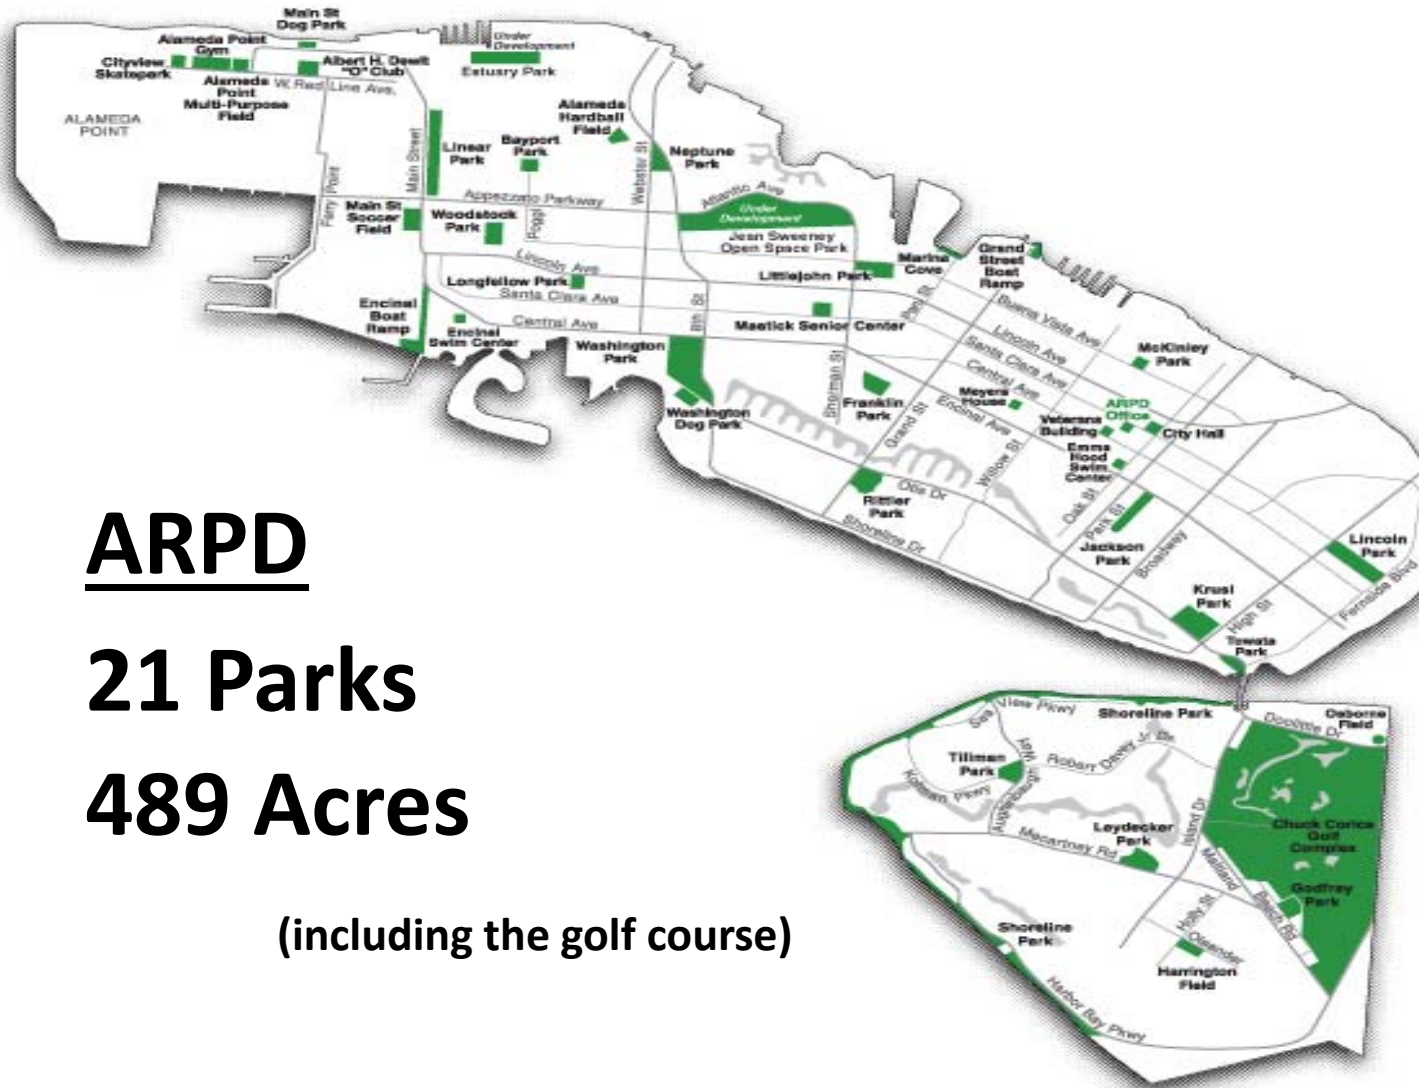 Main St
Dog Park
Alameda Point
Gym
Cityview
Skatepark
Albert H. Dewitt
"O" Club
Alameda
Point
Multi-Purpose
Field
W. Red Line Ave.
ALAMEDA
POINT
Under
Development
Estuary Park
Alameda
Hardball
Field
Linear
Park
Bayport
Park
Neptune
Park
Main Street
Webster St
Ferry Point
Appezzato Parkway
Atlantic Ave
Main St
Soccer
Field
Woodstock
Park
Poggi
Under
Development
Jean Sweeney
Open Space Park
Lincoln Ave
Longfellow Park
Santa Clara Ave
Central Ave
8th St
Littlejohn Park
Marina
Cove
Grand
Street
Boat
Ramp
Encinal
Boat
Ramp
Encinal
Swim Center
Washington
Park
Mastick Senior Center
Buena Vista Ave
Lincoln Ave
Santa Clara Ave
Central Ave
Encinal Ave
McKinley
Park
Sherman St
Franklin
Park
Meyers
House
ARPD
Office
Veterans
Building
City Hall
Washington
Dog Park
Grand St
Willow St
Emma
Hood
Swim
Center
Oak St
Park St
Otis Dr
Rittler
Park
Shoreline Dr
Jackson
Park
Broadway
Lincoln
Park
Fernside Blvd
Krusi
Park
High St
Towata
Park
ARPD
21 Parks
489 Acres
(including the golf course)
Sea View Pkwy
Shoreline Park
Doolittle Dr
Osborne
Field
Tillman
Park
Robert Davey Jr Dr
Aughinbaugh Way
Kofman Pkwy
Mecartney Rd
Leydecker
Park
Island Dr
Chuck Corica
Golf
Complex
Maitland
Godfrey
Park
Beach Rd
Holly St
Oleander
Shoreline
Park
Harrington
Field
Harbor Bay Pkwy